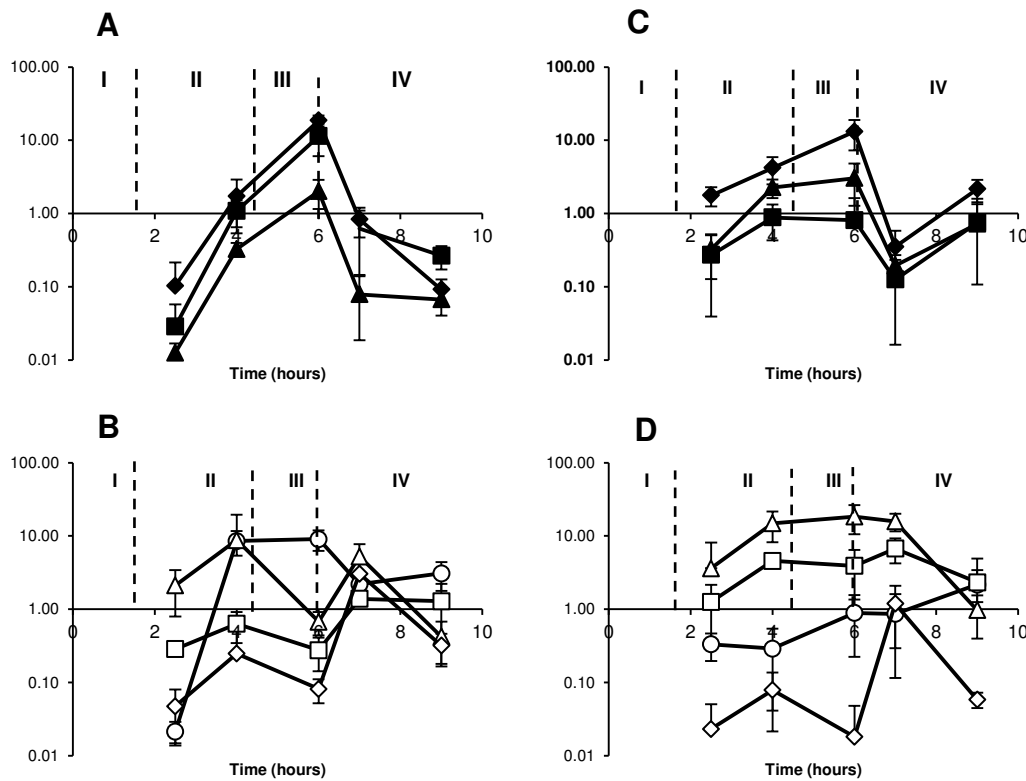 A
I II III IV
100.00
10.00
1.00
0.10
0.01
0 2 4 6 8 10
Time (hours)
C
I II III IV
100.00
10.00
1.00
0.10
0.01
0 2 4 6 8 10
Time (hours)
B
I II III IV
100.00
10.00
1.00
0.10
0.01
0 2 4 6 8 10
Time (hours)
D
I II III IV
100.00
10.00
1.00
0.10
0.01
0 2 4 6 8 10
Time (hours)